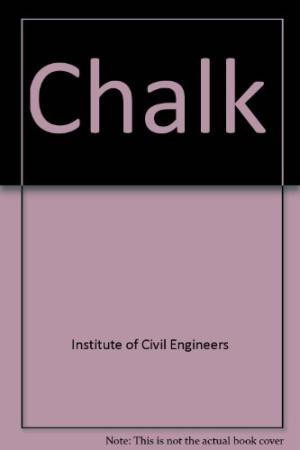 Chalk
Institute of Civil Engineers
Note: This is not the actual book cover